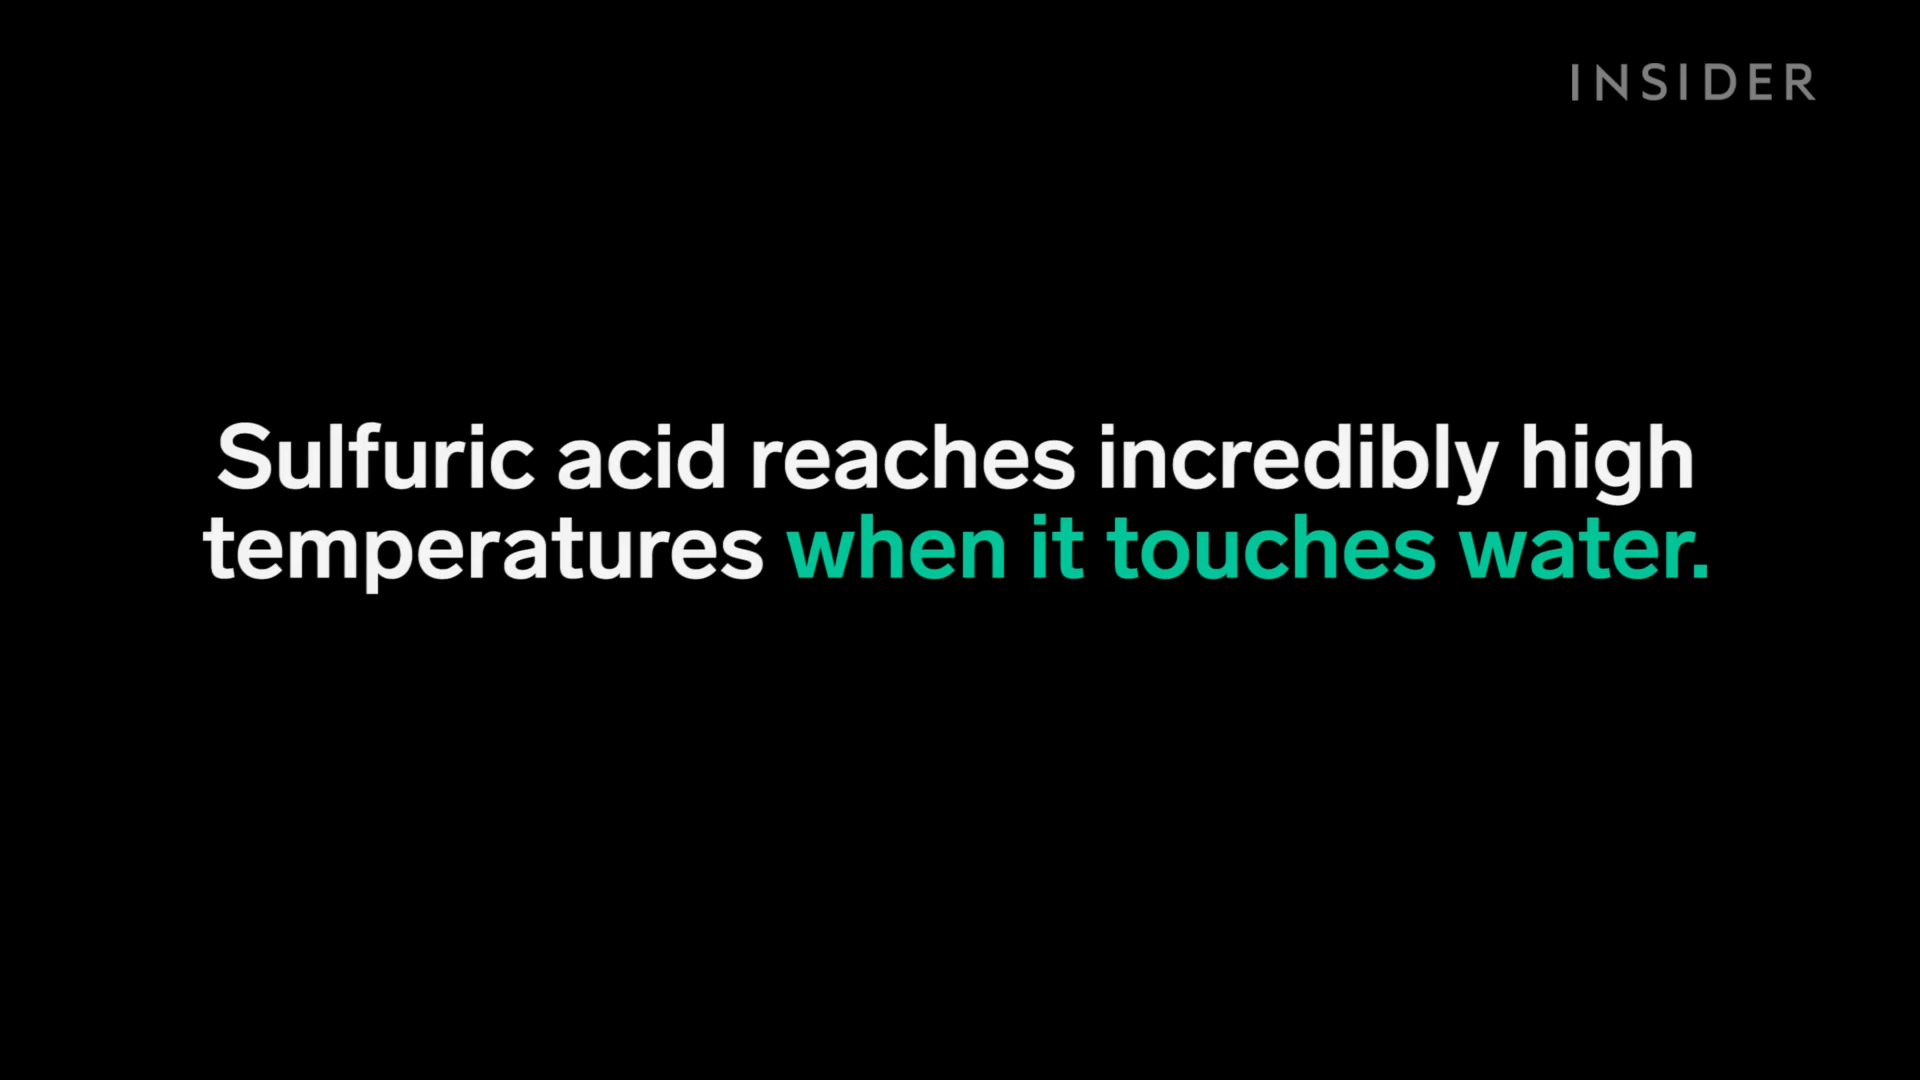 INSIDER
Sulfuric acid reaches incredibly high
temperatures when it touches water.